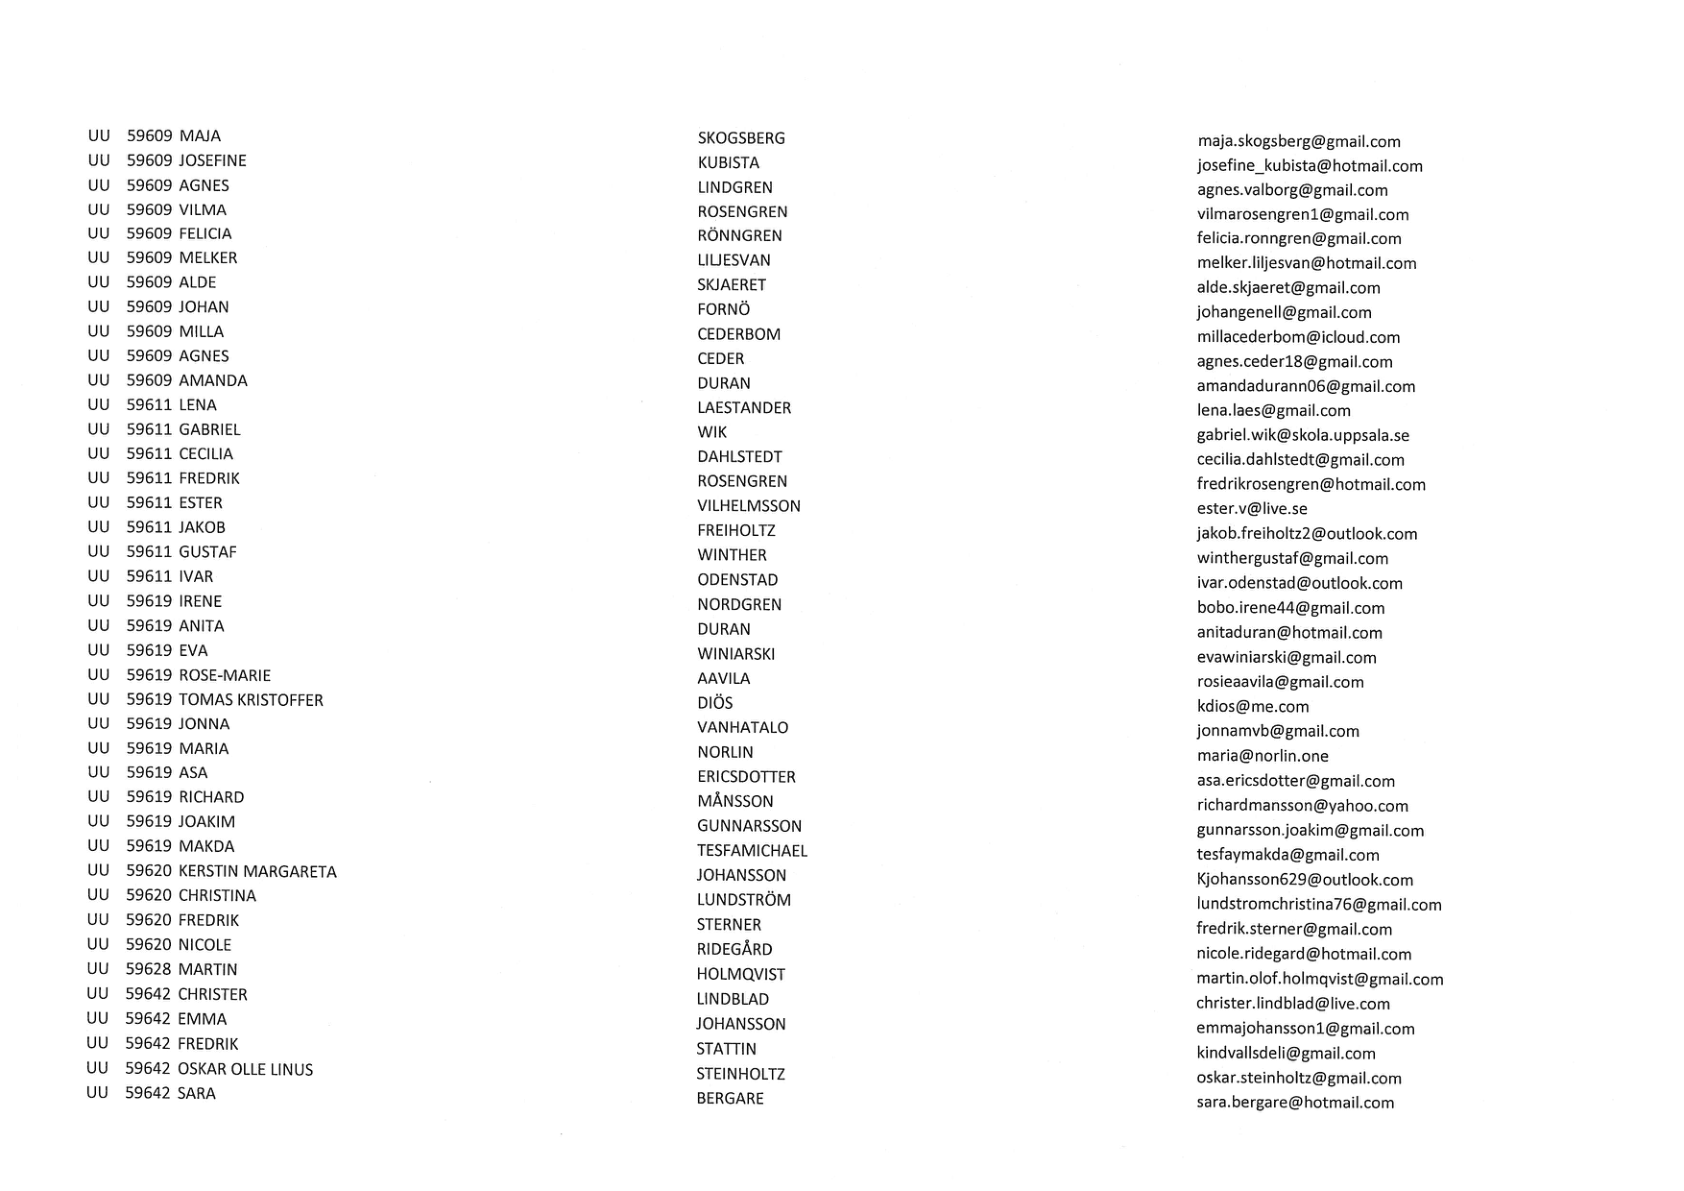 UU 59609 MAJA SKOGSBERG maja.skogsberg@gmail.com
UU 59609 JOSEFINE KUBISTA josefine_kubista@hotmail.com
UU 59609 AGNES LINDGREN agnes.valborg@gmail.com
UU 59609 VILMA ROSENGREN vilmarosengren1@gmail.com
UU 59609 FELICIA RÖNNGREN felicia.ronngren@gmail.com
UU 59609 MELKER LILJESVAN melker.liljesvan@hotmail.com
UU 59609 ALDE SKJAERET alde.skjaeret@gmail.com
UU 59609 JOHAN FORNÖ johangenell@gmail.com
UU 59609 MILLA CEDERBOM millacederbom@icloud.com
UU 59609 AGNES CEDER agnes.ceder18@gmail.com
UU 59609 AMANDA DURAN amandadurann06@gmail.com
UU 59611 LENA LAESTANDER lena.laes@gmail.com
UU 59611 GABRIEL WIK gabriel.wik@skola.uppsala.se
UU 59611 CECILIA DAHLSTEDT cecilia.dahlstedt@gmail.com
UU 59611 FREDRIK ROSENGREN fredrikrosengren@hotmail.com
UU 59611 ESTER VILHELMSSON ester.v@live.se
UU 59611 JAKOB FREIHOLTZ jakob.freiholtz2@outlook.com
UU 59611 GUSTAF WINTHER winthergustaf@gmail.com
UU 59611 IVAR ODENSTAD ivar.odenstad@outlook.com
UU 59619 IRENE NORDGREN bobo.irene44@gmail.com
UU 59619 ANITA DURAN anitaduran@hotmail.com
UU 59619 EVA WINIARSKI evawiniarski@gmail.com
UU 59619 ROSE-MARIE AAVILA rosieaavila@gmail.com
UU 59619 TOMAS KRISTOFFER DIÖS kdios@me.com
UU 59619 JONNA VANHATALO jonnamvb@gmail.com
UU 59619 MARIA NORLIN maria@norlin.one
UU 59619 ASA ERICSDOTTER asa.ericsdotter@gmail.com
UU 59619 RICHARD MÅNSSON richardmansson@yahoo.com
UU 59619 JOAKIM GUNNARSSON gunnarsson.joakim@gmail.com
UU 59619 MAKDA TESFAMICHAEL tesfaymakda@gmail.com
UU 59620 KERSTIN MARGARETA JOHANSSON Kjohansson629@outlook.com
UU 59620 CHRISTINA LUNDSTRÖM lundstromchristina76@gmail.com
UU 59620 FREDRIK STERNER fredrik.sterner@gmail.com
UU 59620 NICOLE RIDEGÅRD nicole.ridegard@hotmail.com
UU 59628 MARTIN HOLMQVIST martin.olof.holmqvist@gmail.com
UU 59642 CHRISTER LINDBLAD christer.lindblad@live.com
UU 59642 EMMA JOHANSSON emmajohansson1@gmail.com
UU 59642 FREDRIK STATTIN kindvallsdeli@gmail.com
UU 59642 OSKAR OLLE LINUS STEINHOLTZ oskar.steinholtz@gmail.com
UU 59642 SARA BERGARE sara.bergare@hotmail.com